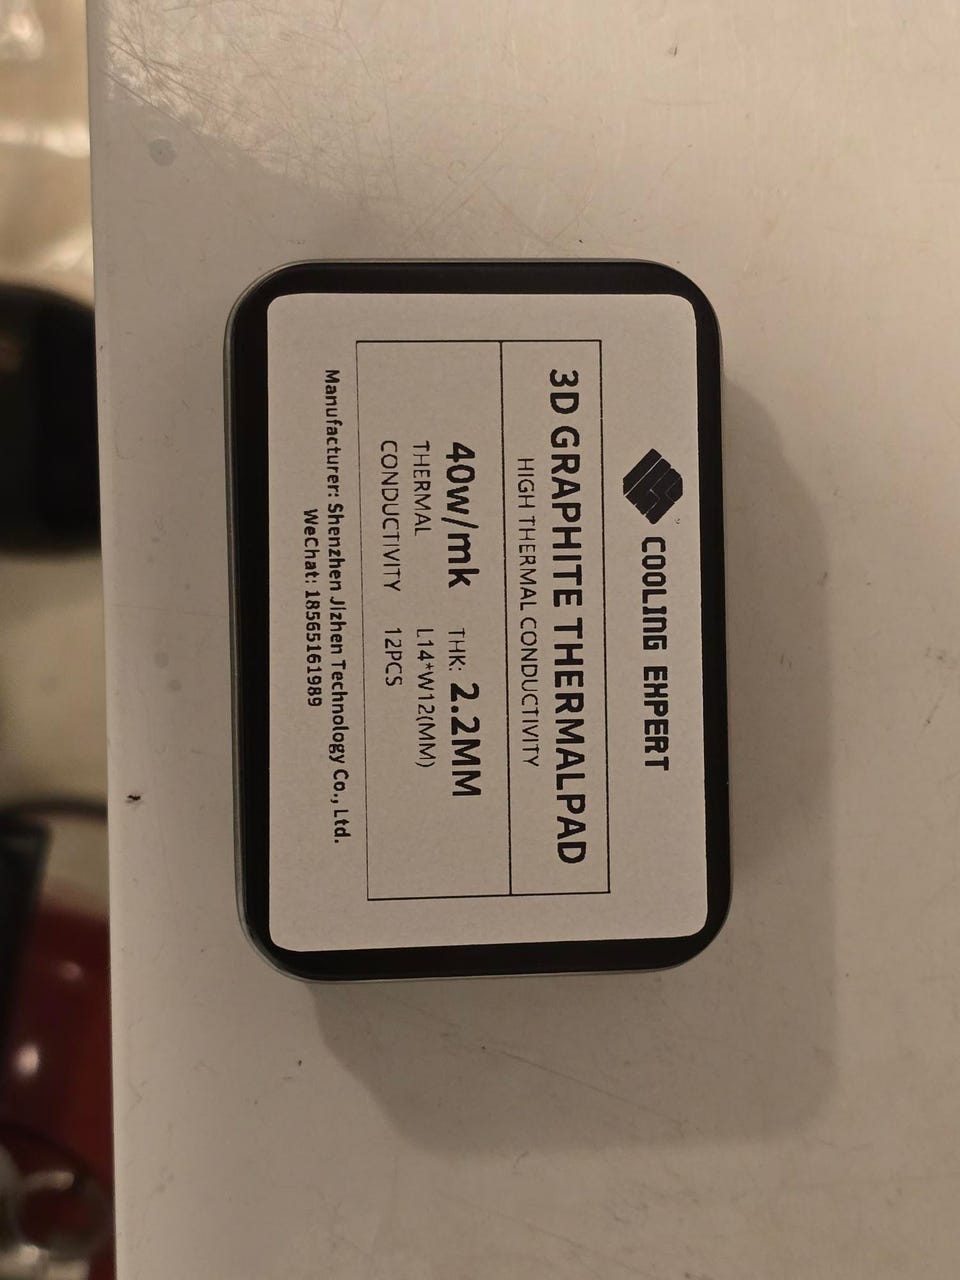 COOLING EXPERT
3D GRAPHITE THERMALPAD
HIGH THERMAL CONDUCTIVITY
40w/mk
THERMAL
CONDUCTIVITY
THK: 2.2MM
L14*W12(MM)
12PCS
Manufacturer: Shenzhen Jizhen Technology Co., Ltd.
WeChat: 18565161989